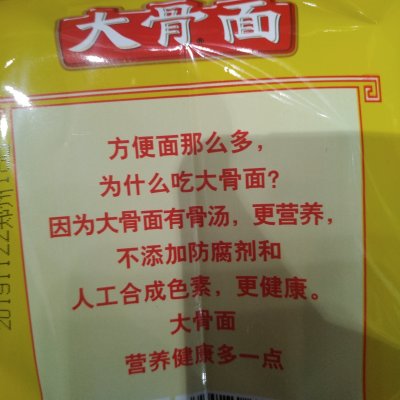 大骨面
方便面那么多，
为什么吃大骨面？
因为大骨面有骨汤，更营养，
不添加防腐剂和
人工合成色素，更健康。
大骨面
营养健康多一点